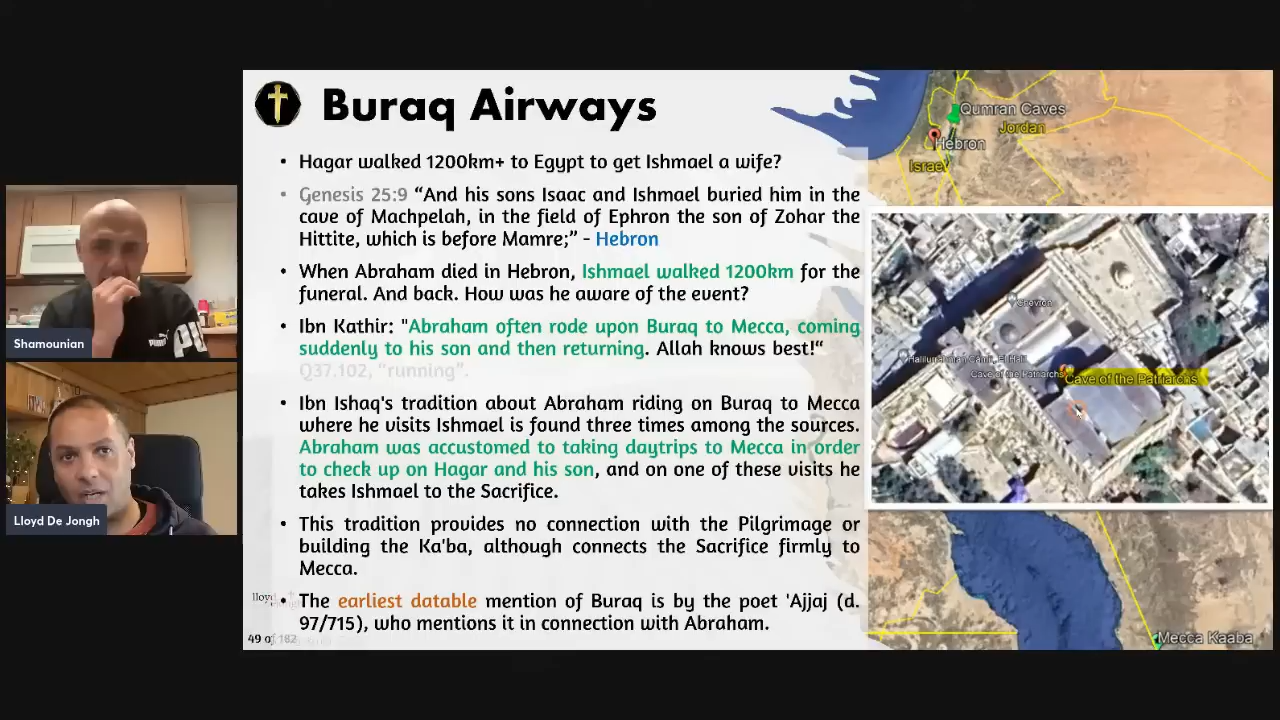 Buraq Airways
• Hagar walked 1200km+ to Egypt to get Ishmael a wife?
• Genesis 25:9 “And his sons Isaac and Ishmael buried him in the
cave of Machpelah, in the field of Ephron the son of Zohar the
Hittite, which is before Mamre;” - Hebron
• When Abraham died in Hebron, Ishmael walked 1200km for the
funeral. And back. How was he aware of the event?
• Ibn Kathir: "Abraham often rode upon Buraq to Mecca, coming
suddenly to his son and then returning. Allah knows best!“
Q37.102, “running”.
• Ibn Ishaq's tradition about Abraham riding on Buraq to Mecca
where he visits Ishmael is found three times among the sources.
Abraham was accustomed to taking daytrips to Mecca in order
to check up on Hagar and his son, and on one of these visits he
takes Ishmael to the Sacrifice.
• This tradition provides no connection with the Pilgrimage or
building the Ka'ba, although connects the Sacrifice firmly to
Mecca.
• The earliest datable mention of Buraq is by the poet 'Ajjaj (d.
97/715), who mentions it in connection with Abraham.
lloyd
49 of 182
Qumran Caves
Jordan
Hebron
Israel
Cave of the Patriarchs
Cave of the Patriarchs
Mecca Kaaba
Shamounian
Lloyd De Jongh